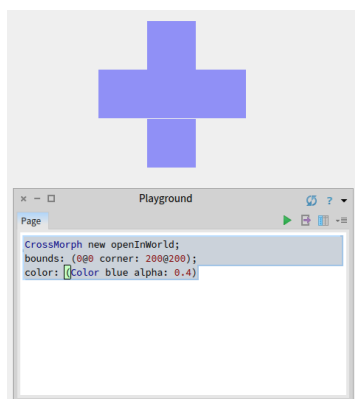 Playground
?
Page
CrossMorph new openInWorld;
bounds: (0@0 corner: 200@200);
color: (Color blue alpha: 0.4)